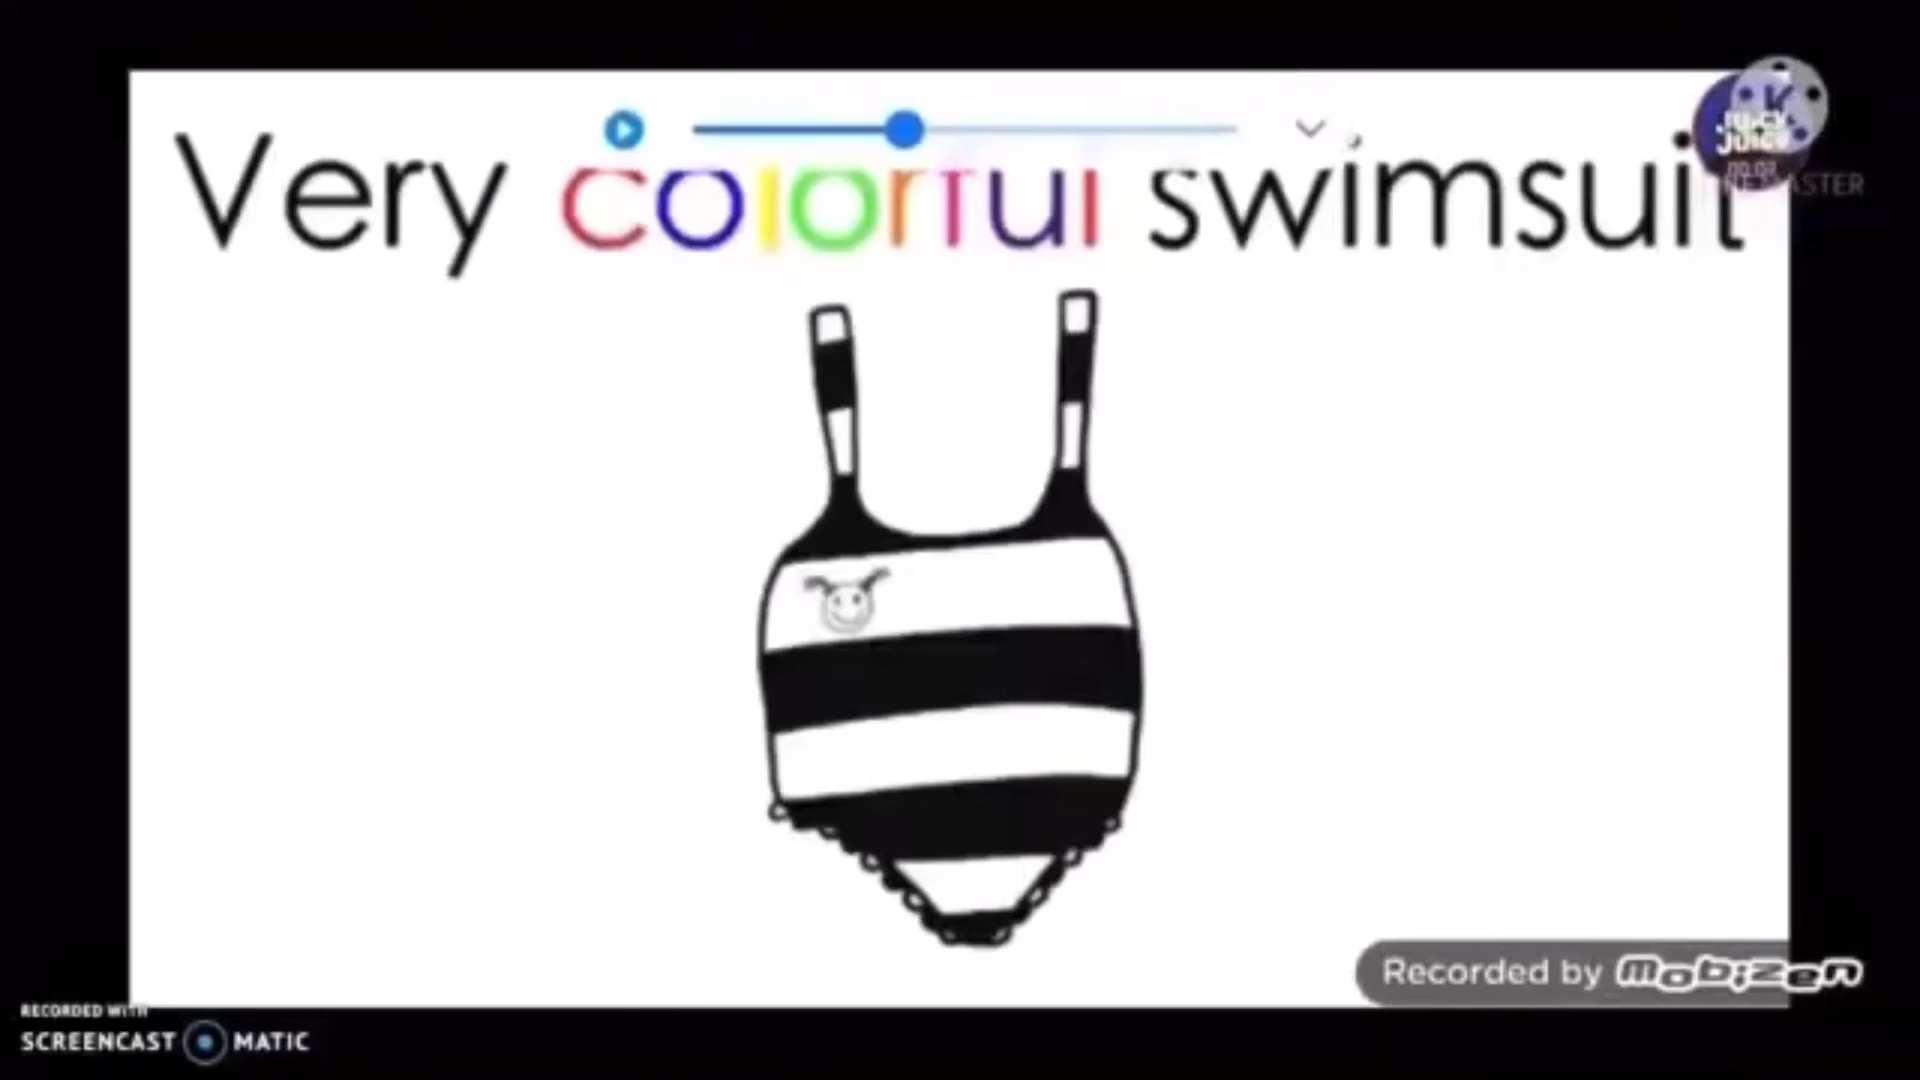 Very colorful swimsuit
Recorded by Mobizen
RECORDED WITH
SCREENCAST MATIC